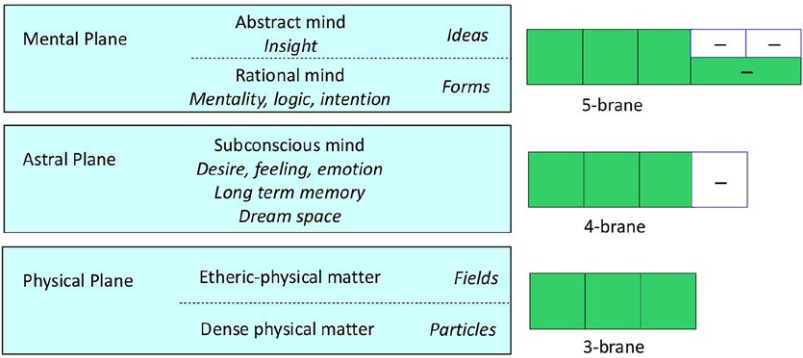 Mental Plane
Abstract mind
Insight
Ideas
Rational mind
Mentality, logic, intention
Forms
– –
–
5-brane
Astral Plane
Subconscious mind
Desire, feeling, emotion
Long term memory
Dream space
–
4-brane
Physical Plane
Etheric-physical matter
Fields
Dense physical matter
Particles
3-brane